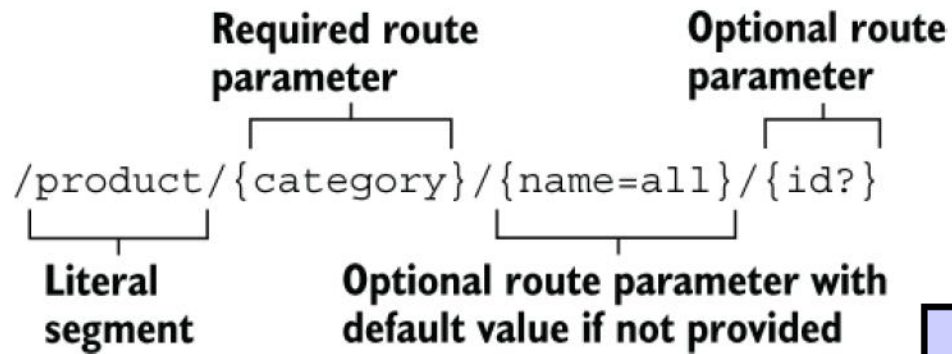 Required route
parameter
Optional route
parameter
/product/{category}/{name=all}/{id?}
Literal
segment
Optional route parameter with
default value if not provided